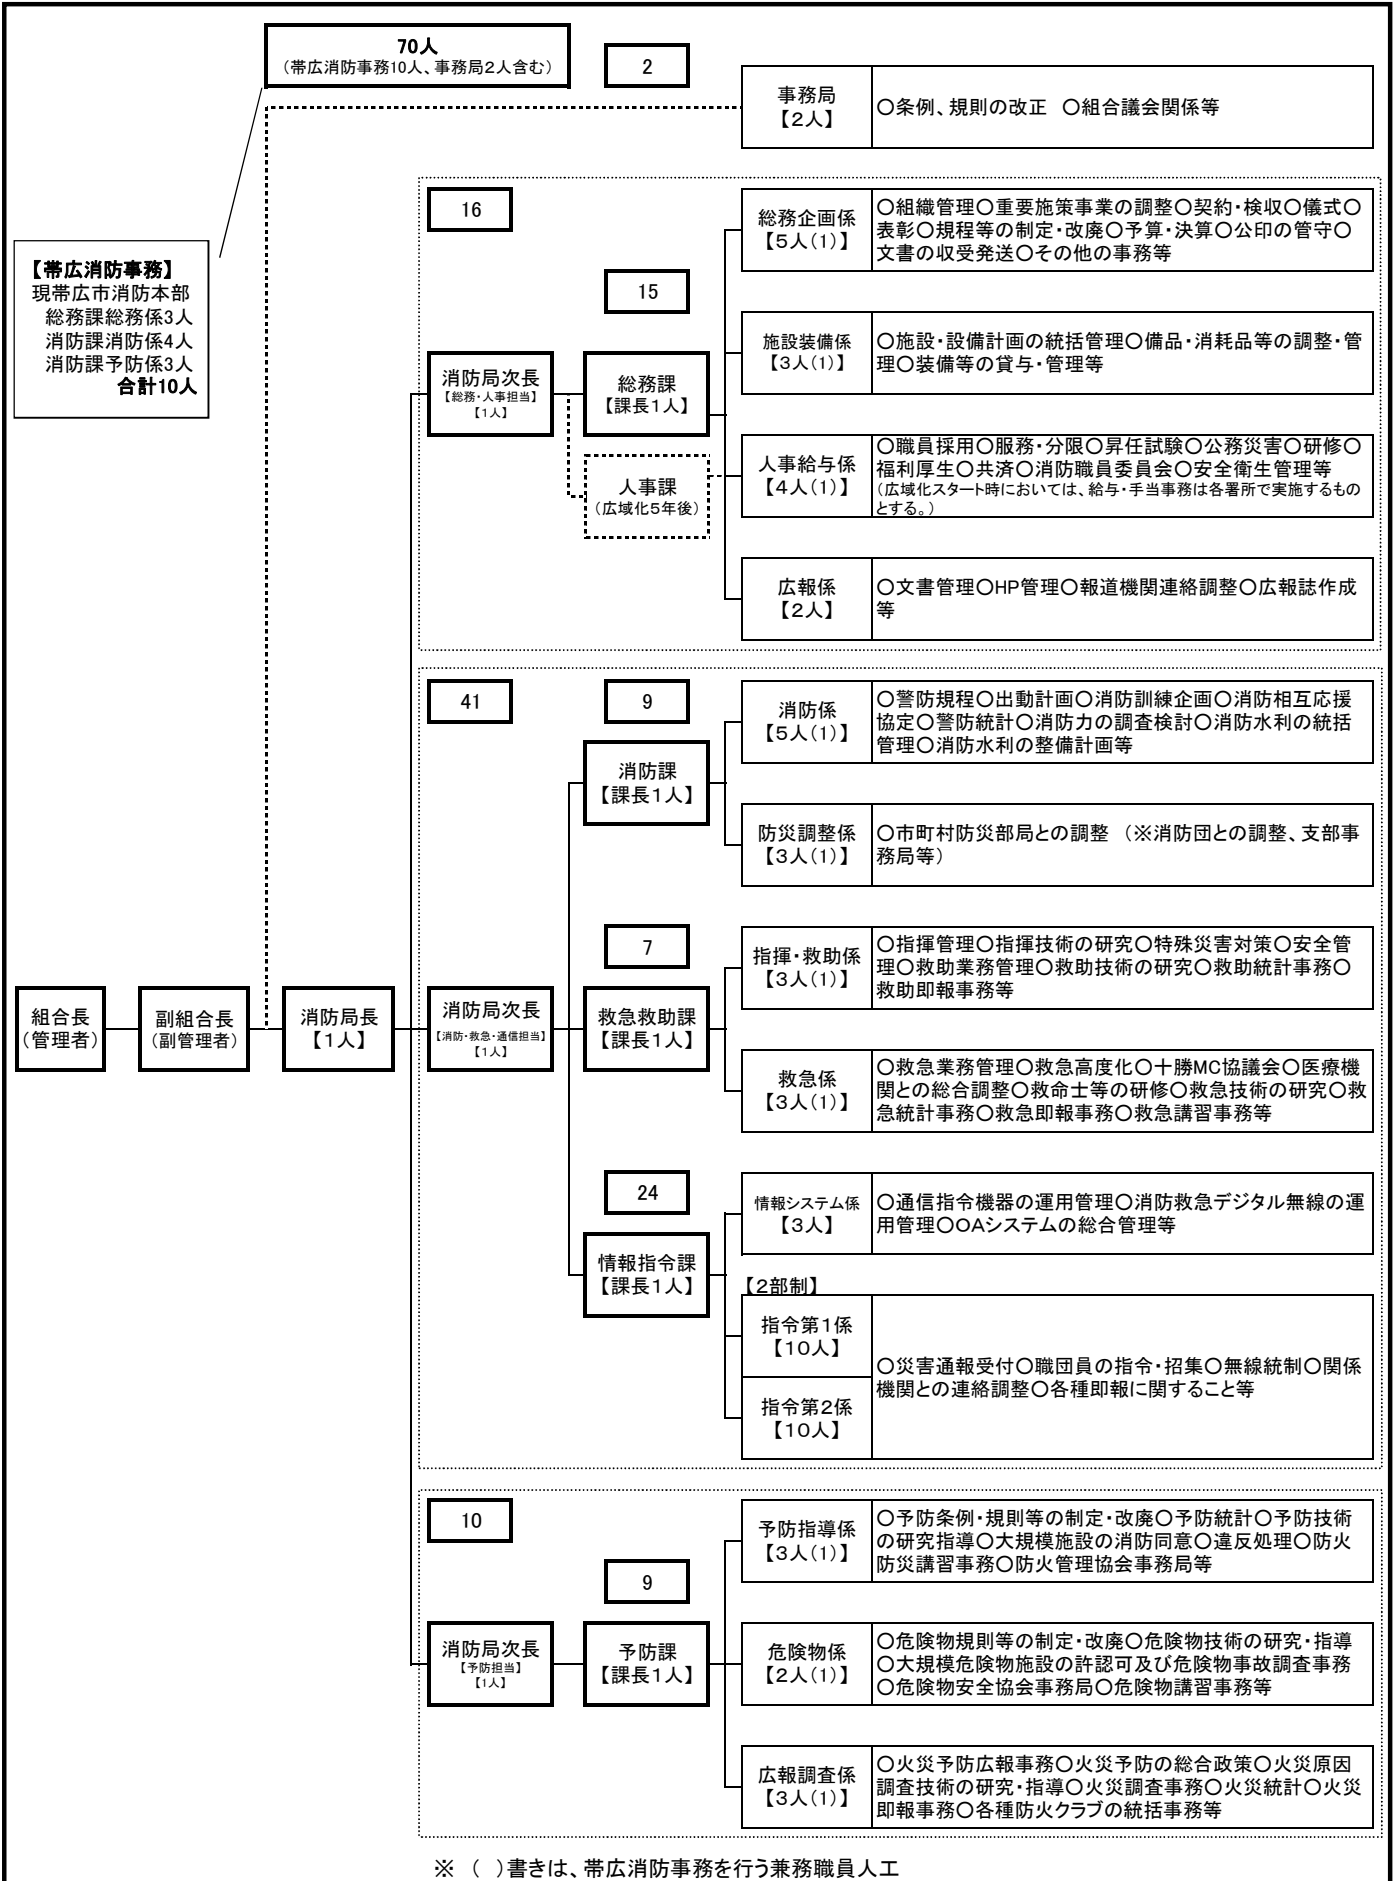 70人
（帯広消防事務10人、事務局２人含む）
2
事務局
【２人】
○条例、規則の改正　○組合議会関係等
【帯広消防事務】
現帯広市消防本部
総務課総務係3人
消防課消防係4人
消防課予防係3人
合計10人
16
15
消防局次長
【総務・人事担当】
【１人】
総務課
【課長１人】
人事課
（広域化５年後）
総務企画係
【５人（１）】
○組織管理○重要施策事業の調整○契約・検収○儀式○
表彰○規程等の制定・改廃○予算・決算○公印の管守○
文書の収受発送○その他の事務等
施設装備係
【３人（１）】
○施設・設備計画の統括管理○備品・消耗品等の調整・管
理○装備等の貸与・管理等
人事給与係
【４人（１）】
○職員採用○服務・分限○昇任試験○公務災害○研修○
福利厚生○共済○消防職員委員会○安全衛生管理等
（広域化スタート時においては、給与・手当事務は各署所で実施するもの
とする。）
広報係
【２人】
○文書管理○HP管理○報道機関連絡調整○広報誌作成
等
41
9
消防課
【課長１人】
消防係
【５人（１）】
○警防規程○出動計画○消防訓練企画○消防相互応援
協定○警防統計○消防力の調査検討○消防水利の統括
管理○消防水利の整備計画等
防災調整係
【３人（１）】
○市町村防災部局との調整　（※消防団との調整、支部事
務局等）
組合長
（管理者）
副組合長
（副管理者）
消防局長
【１人】
消防局次長
【消防・救急・通信担当】
【１人】
7
救急救助課
【課長１人】
指揮・救助係
【３人（１）】
○指揮管理○指揮技術の研究○特殊災害対策○安全管
理○救助業務管理○救助技術の研究○救助統計事務○
救助即報事務等
救急係
【３人（１）】
○救急業務管理○救急高度化○十勝MC協議会○医療機
関との総合調整○救命士等の研修○救急技術の研究○救
急統計事務○救急即報事務○救急講習事務等
24
情報指令課
【課長１人】
情報システム係
【３人】
○通信指令機器の運用管理○消防救急デジタル無線の運
用管理○OAシステムの総合管理等
【２部制】
指令第１係
【１０人】
指令第２係
【１０人】
○災害通報受付○職団員の指令・招集○無線統制○関係
機関との連絡調整○各種即報に関すること等
10
9
消防局次長
【予防担当】
【１人】
予防課
【課長１人】
予防指導係
【３人（１）】
○予防条例・規則等の制定・改廃○予防統計○予防技術
の研究指導○大規模施設の消防同意○違反処理○防火
防災講習事務○防火管理協会事務局等
危険物係
【２人（１）】
○危険物規則等の制定・改廃○危険物技術の研究・指導
○大規模危険物施設の許認可及び危険物事故調査事務
○危険物安全協会事務局○危険物講習事務等
広報調査係
【３人（１）】
○火災予防広報事務○火災予防の総合政策○火災原因
調査技術の研究・指導○火災調査事務○火災統計○火災
即報事務○各種防火クラブの統括事務等
※　（　）書きは、帯広消防事務を行う兼務職員人工